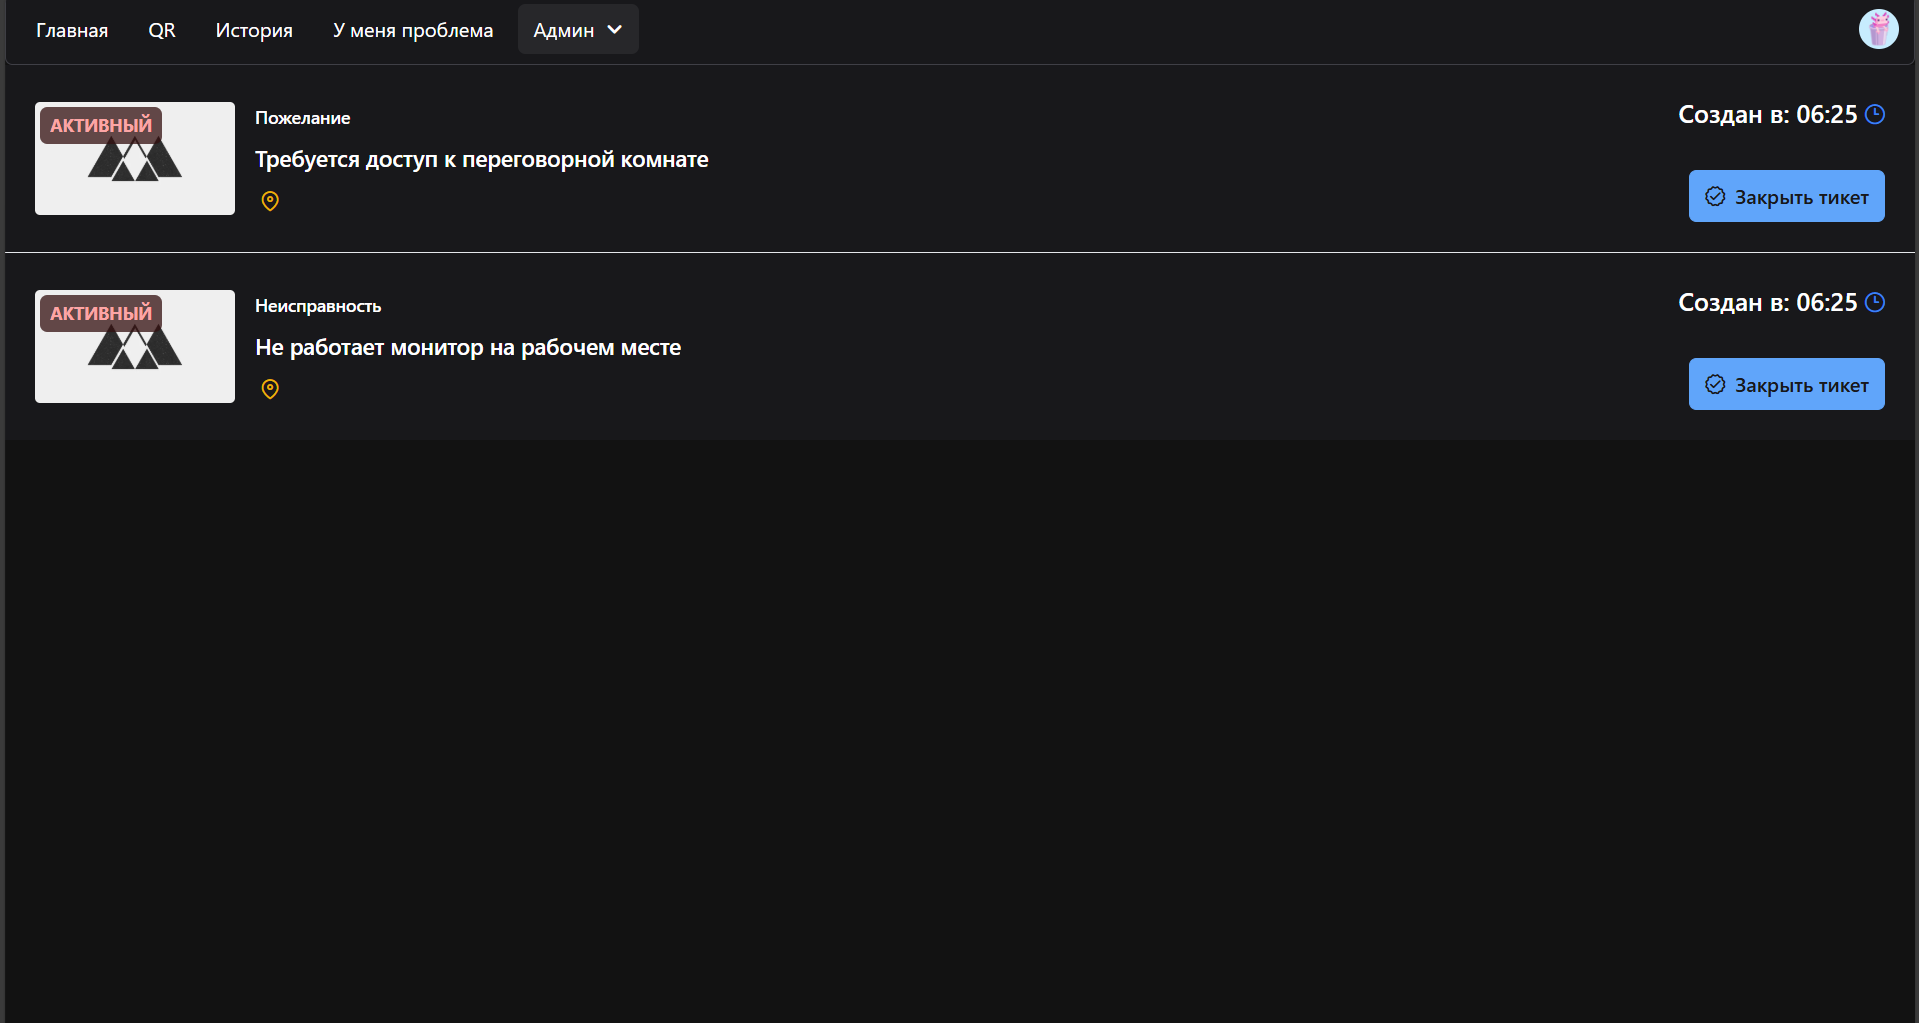 Главная QR История У меня проблема Админ
АКТИВНЫЙ
Пожелание
Требуется доступ к переговорной комнате
Создан в: 06:25
Закрыть тикет
АКТИВНЫЙ
Неисправность
Не работает монитор на рабочем месте
Создан в: 06:25
Закрыть тикет